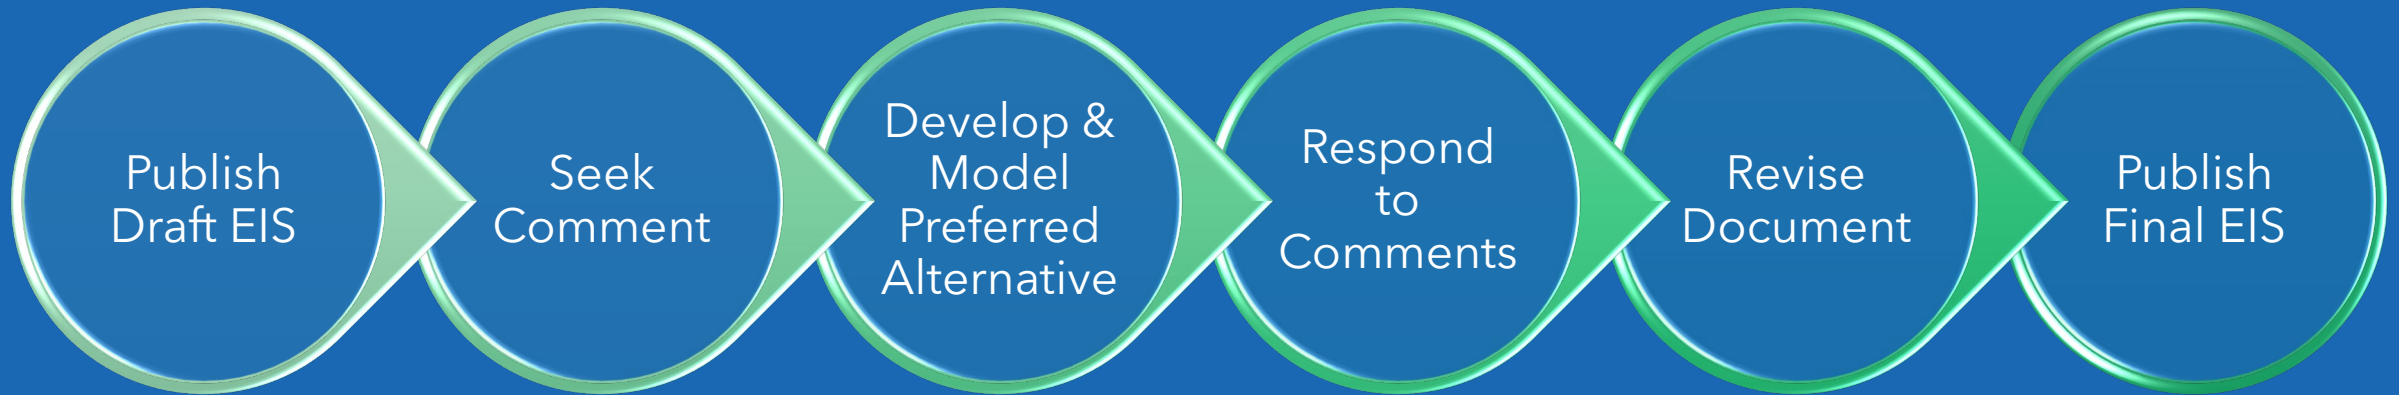 Publish
Draft EIS
Seek
Comment
Develop &
Model
Preferred
Alternative
Respond
to
Comments
Revise
Document
Publish
Final EIS